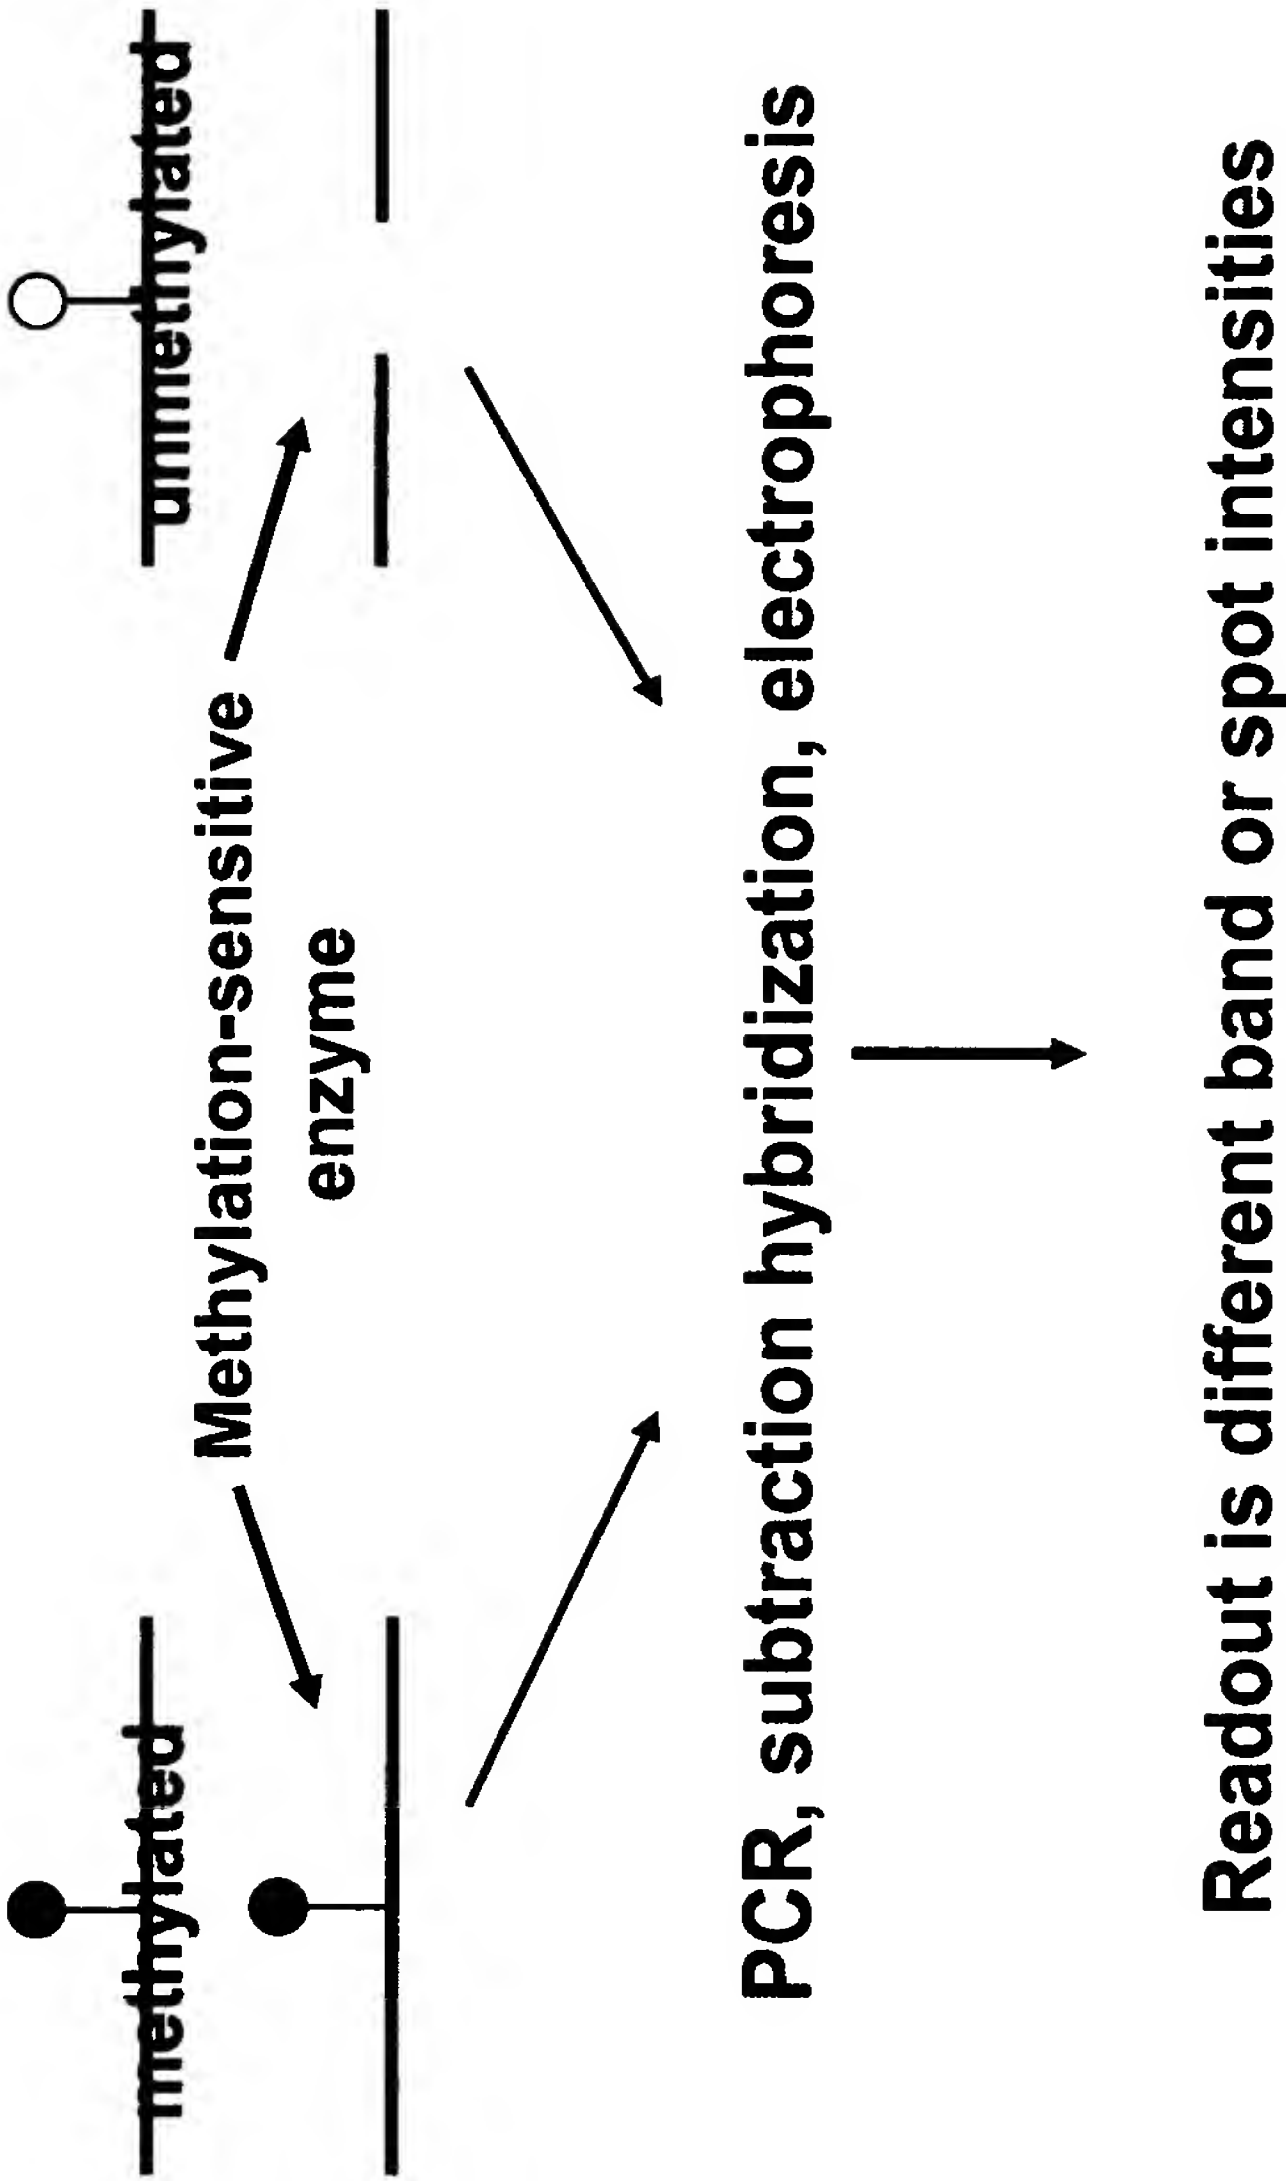 methylated
unmethylated
Methylation-sensitive
enzyme
PCR, subtraction hybridization, electrophoresis
Readout is different band or spot intensities